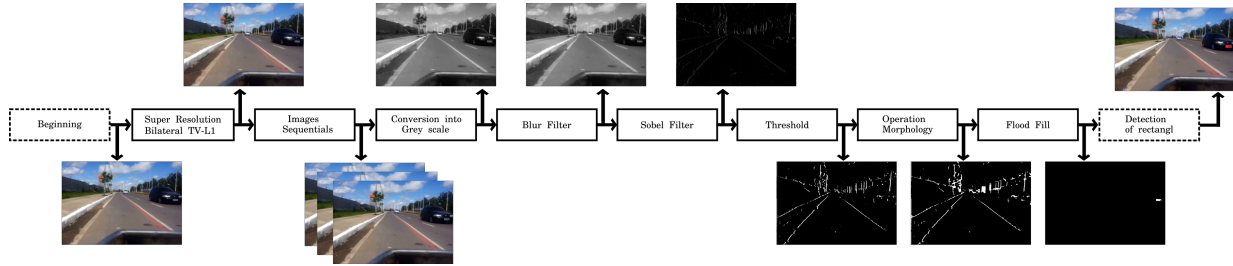 Beginning
Super Resolution
Bilateral TV-L1
Images
Sequentials
Conversion into
Grey scale
Blur Filter
Sobel Filter
Threshold
Operation
Morphology
Flood Fill
Detection
of rectangl